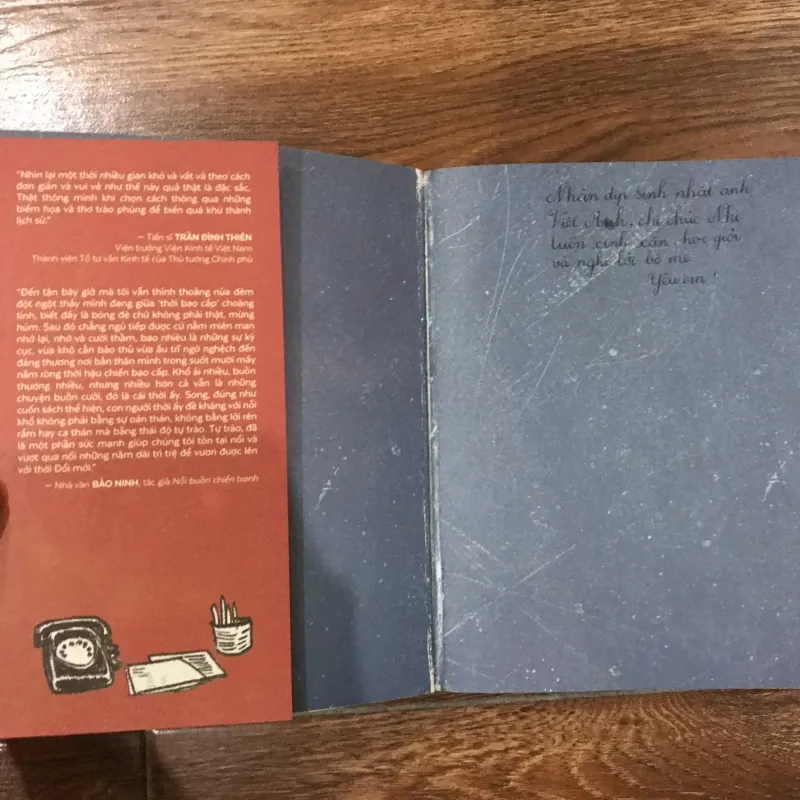 "Nhìn lại một thời nhiều gian khó và vất vả theo cách
đơn giản và vui vẻ như thế này quả thật là đặc sắc.
Thật thông minh khi chọn cách thông qua những
biếm họa và thơ trào phúng để biến quá khứ thành
lịch sử."
— Tiến sĩ TRẦN ĐÌNH THIÊN
Viện trưởng Viện Kinh tế Việt Nam
Thành viên Tổ tư vấn Kinh tế của Thủ tướng Chính phủ
"Đến tận bây giờ mà tôi vẫn thỉnh thoảng nửa đêm
đột ngột thấy mình đang giữa 'thời bao cấp' choàng
tỉnh, biết đấy là bóng đè chứ không phải thật, mừng
húm. Sau đó chẳng ngủ tiếp được cứ nằm miên man
nhớ lại, nhớ và cười thầm, bao nhiêu là những sự kỳ
cục, vừa khô cằn bảo thủ vừa ấu trĩ ngờ nghệch đến
đáng thương nơi bản thân mình trong suốt mười mấy
năm ròng thời hậu chiến bao cấp. Khổ ải nhiều, buồn
thương nhiều, nhưng nhiều hơn cả vẫn là những
chuyện buồn cười, đó là cái thời ấy. Song, đúng như
cuốn sách thể hiện, con người thời ấy đề kháng với nỗi
khổ không phải bằng sự oán thán, không bằng lời rên
rẩm hay ca thán mà bằng thái độ tự trào. Tự trào, đã
là một phần sức mạnh giúp chúng tôi tồn tại nổi và
vượt qua nổi những năm dài trì trệ để vươn được lên
với thời Đổi mới."
— Nhà văn BẢO NINH, tác giả Nỗi buồn chiến tranh
Nhân dịp sinh nhật anh
Việt Anh, chị chúc Nhi
luôn xinh xắn, học giỏi
và nghe lời bố mẹ
Yêu em!